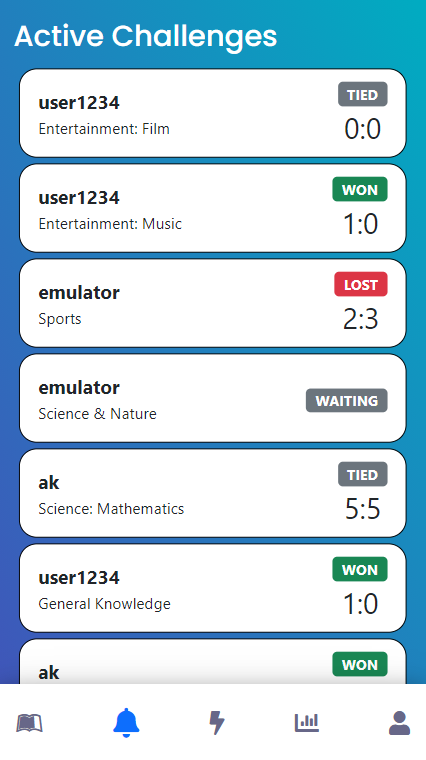 Active Challenges
user1234
TIED
Entertainment: Film
0:0
user1234
WON
Entertainment: Music
1:0
emulator
LOST
Sports
2:3
emulator
WAITING
Science & Nature
ak
TIED
Science: Mathematics
5:5
user1234
WON
General Knowledge
1:0
ak
WON